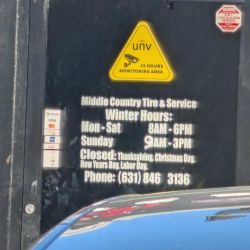 unv
24 HOURS
MONITORING AREA
Middle Country Tire & Service
Winter Hours:
Mon - Sat 8AM - 6PM
Sunday 9AM - 3PM
Closed: Thanksgiving, Christmas Day,
New Years Day, Labor Day.
Phone: (631) 846 3136